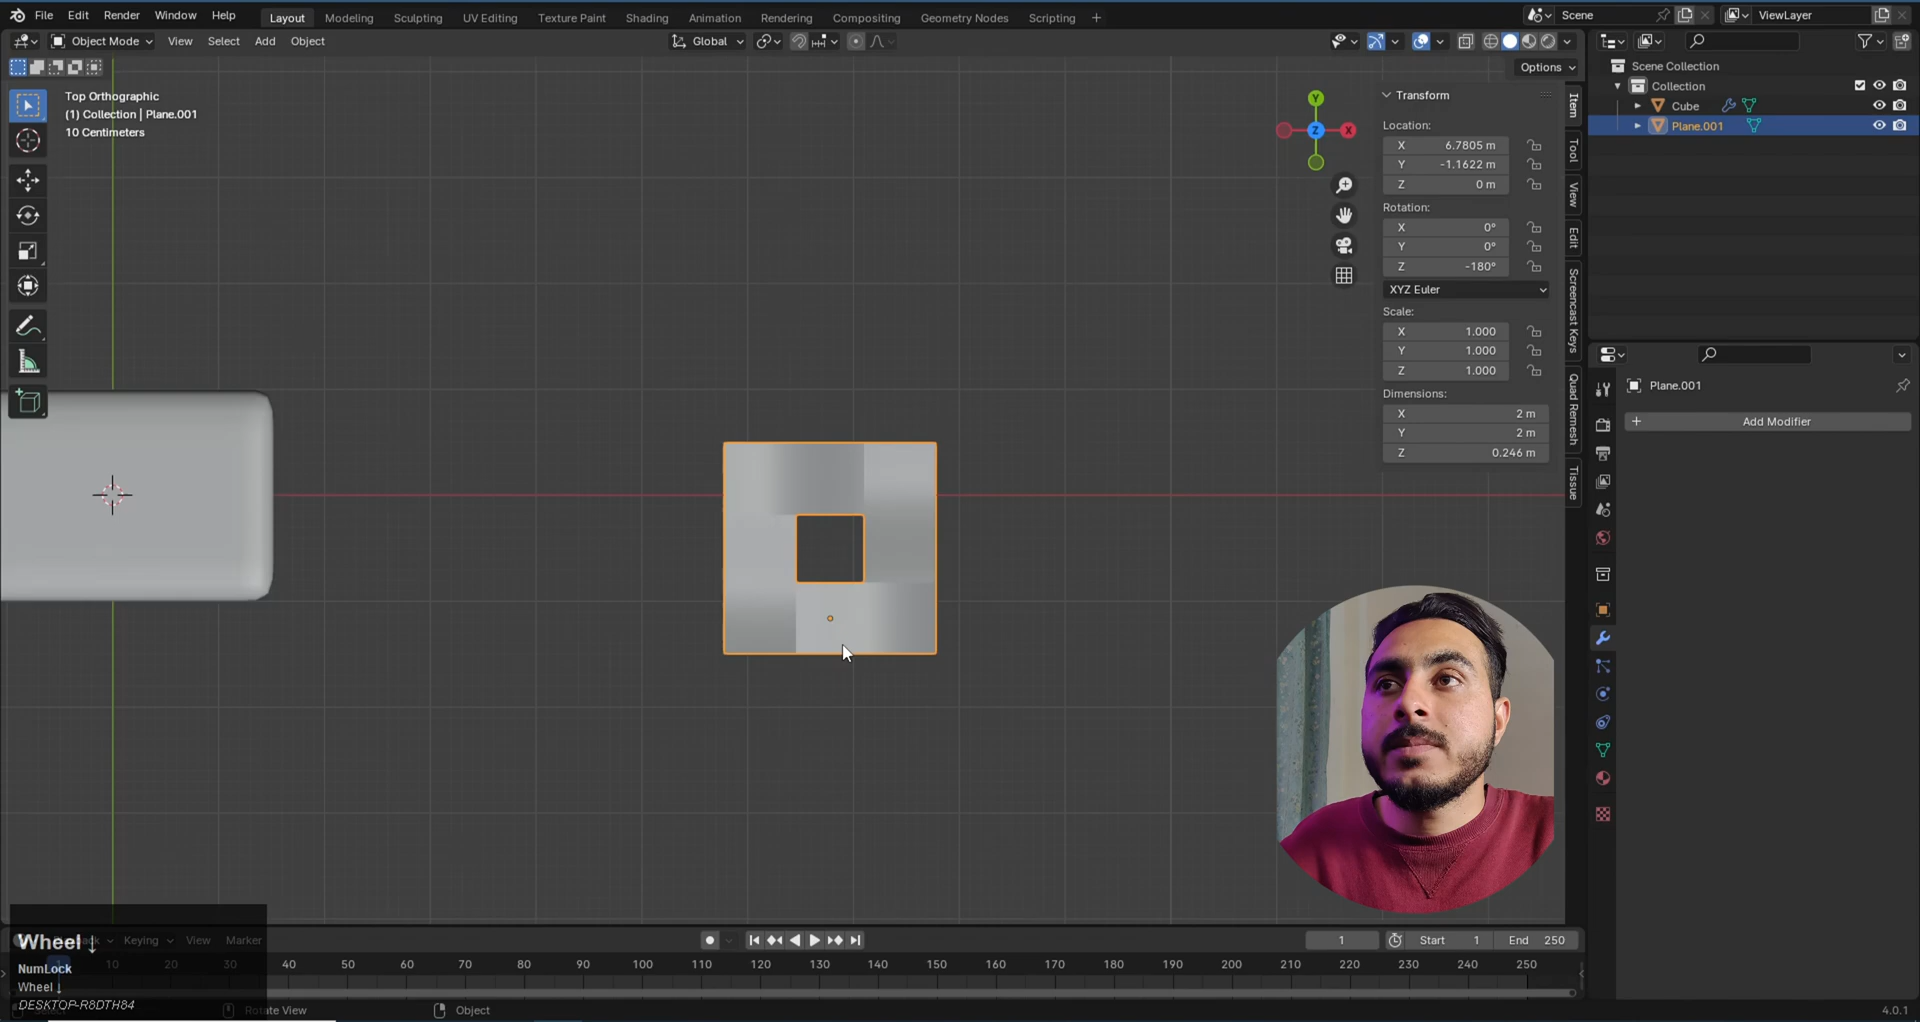 File Edit Render Window Help Layout Modeling Sculpting UV Editing Texture Paint Shading Animation Rendering Compositing Geometry Nodes Scripting + Scene ViewLayer
Object Mode View Select Add Object Global
Options
Top Orthographic
(1) Collection | Plane.001
10 Centimeters
Y
Z
X
Transform
Location:
X 6.7805 m
Y -1.1622 m
Z 0 m
Rotation:
X 0°
Y 0°
Z -180°
XYZ Euler
Scale:
X 1.000
Y 1.000
Z 1.000
Dimensions:
X 2 m
Y 2 m
Z 0.246 m
Item
Tool
View
Edit
Screencast Keys
Quad Remesh
Tissue
Scene Collection
Collection
Cube
Plane.001
Plane.001
+ Add Modifier
Wheel ↓
Keying View Marker
1 Start 1 End 250
10 20 30 40 50 60 70 80 90 100 110 120 130 140 150 160 170 180 190 200 210 220 230 240 250
NumLock
Wheel ↓
DESKTOP-R8DTH84
Rotate View Object 4.0.1